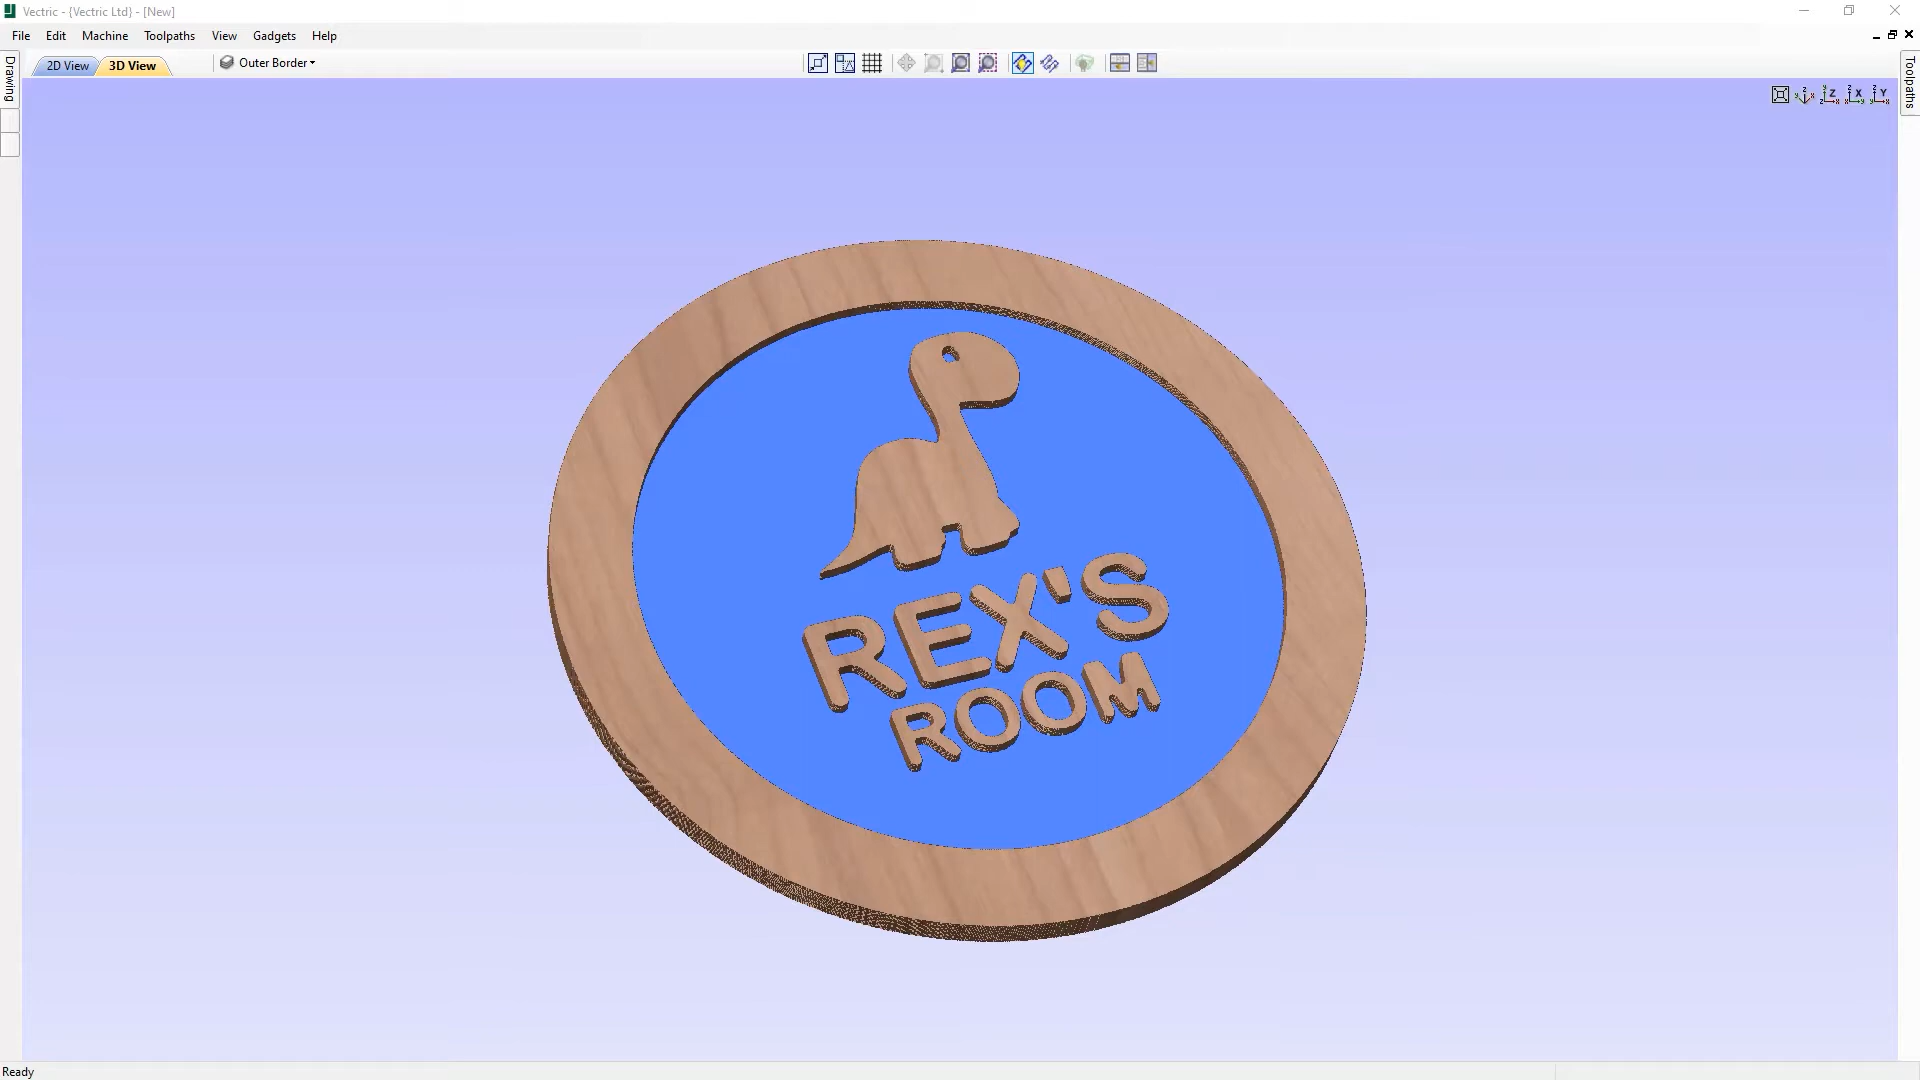 Vectric - {Vectric Ltd} - [New]
File Edit Machine Toolpaths View Gadgets Help
2D View 3D View Outer Border
Drawing
Toolpaths
Z X Y
REX'S
ROOM
Ready